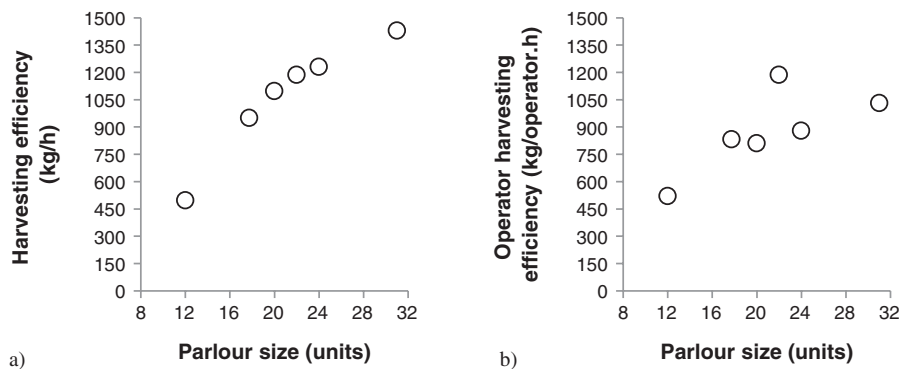 Harvesting efficiency
(kg/h)
1500
1350
1200
1050
900
750
600
450
300
150
0
8 12 16 20 24 28 32
Parlour size (units)
a)
Operator harvesting
efficiency (kg/operator.h)
1500
1350
1200
1050
900
750
600
450
300
150
0
8 12 16 20 24 28 32
Parlour size (units)
b)